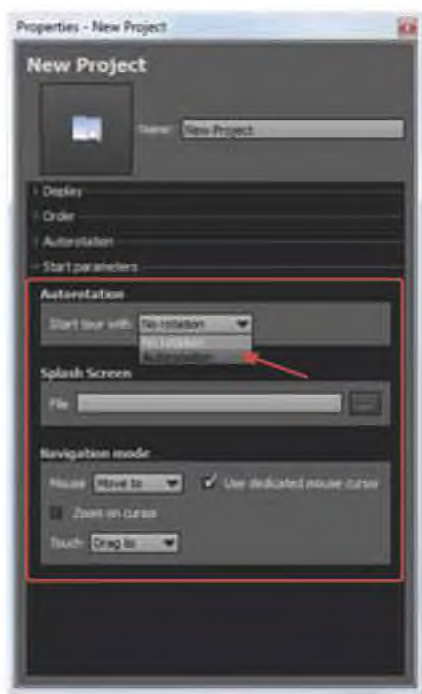 Properties - New Project
New Project
Name: New Project
Display
Order
Autorotation
Start parameters
Autorotation
Start tour with No rotation
No rotation
Autorotation
Splash Screen
File
Navigation mode
Mouse Move to Use dedicated mouse cursor
Zoom on cursor
Touch Drag to